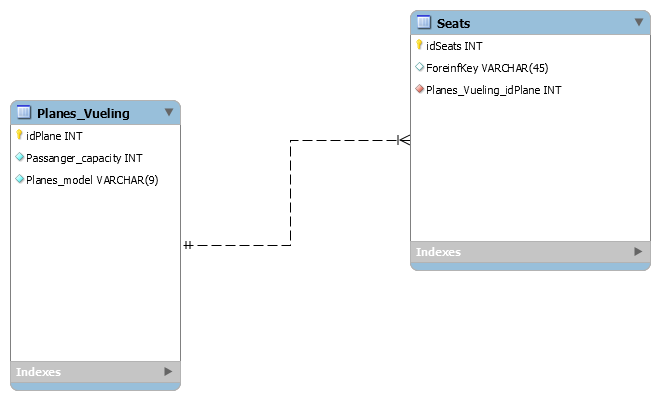 Planes_Vueling
idPlane INT
Passanger_capacity INT
Planes_model VARCHAR(9)
Indexes
Seats
idSeats INT
ForeinfKey VARCHAR(45)
Planes_Vueling_idPlane INT
Indexes